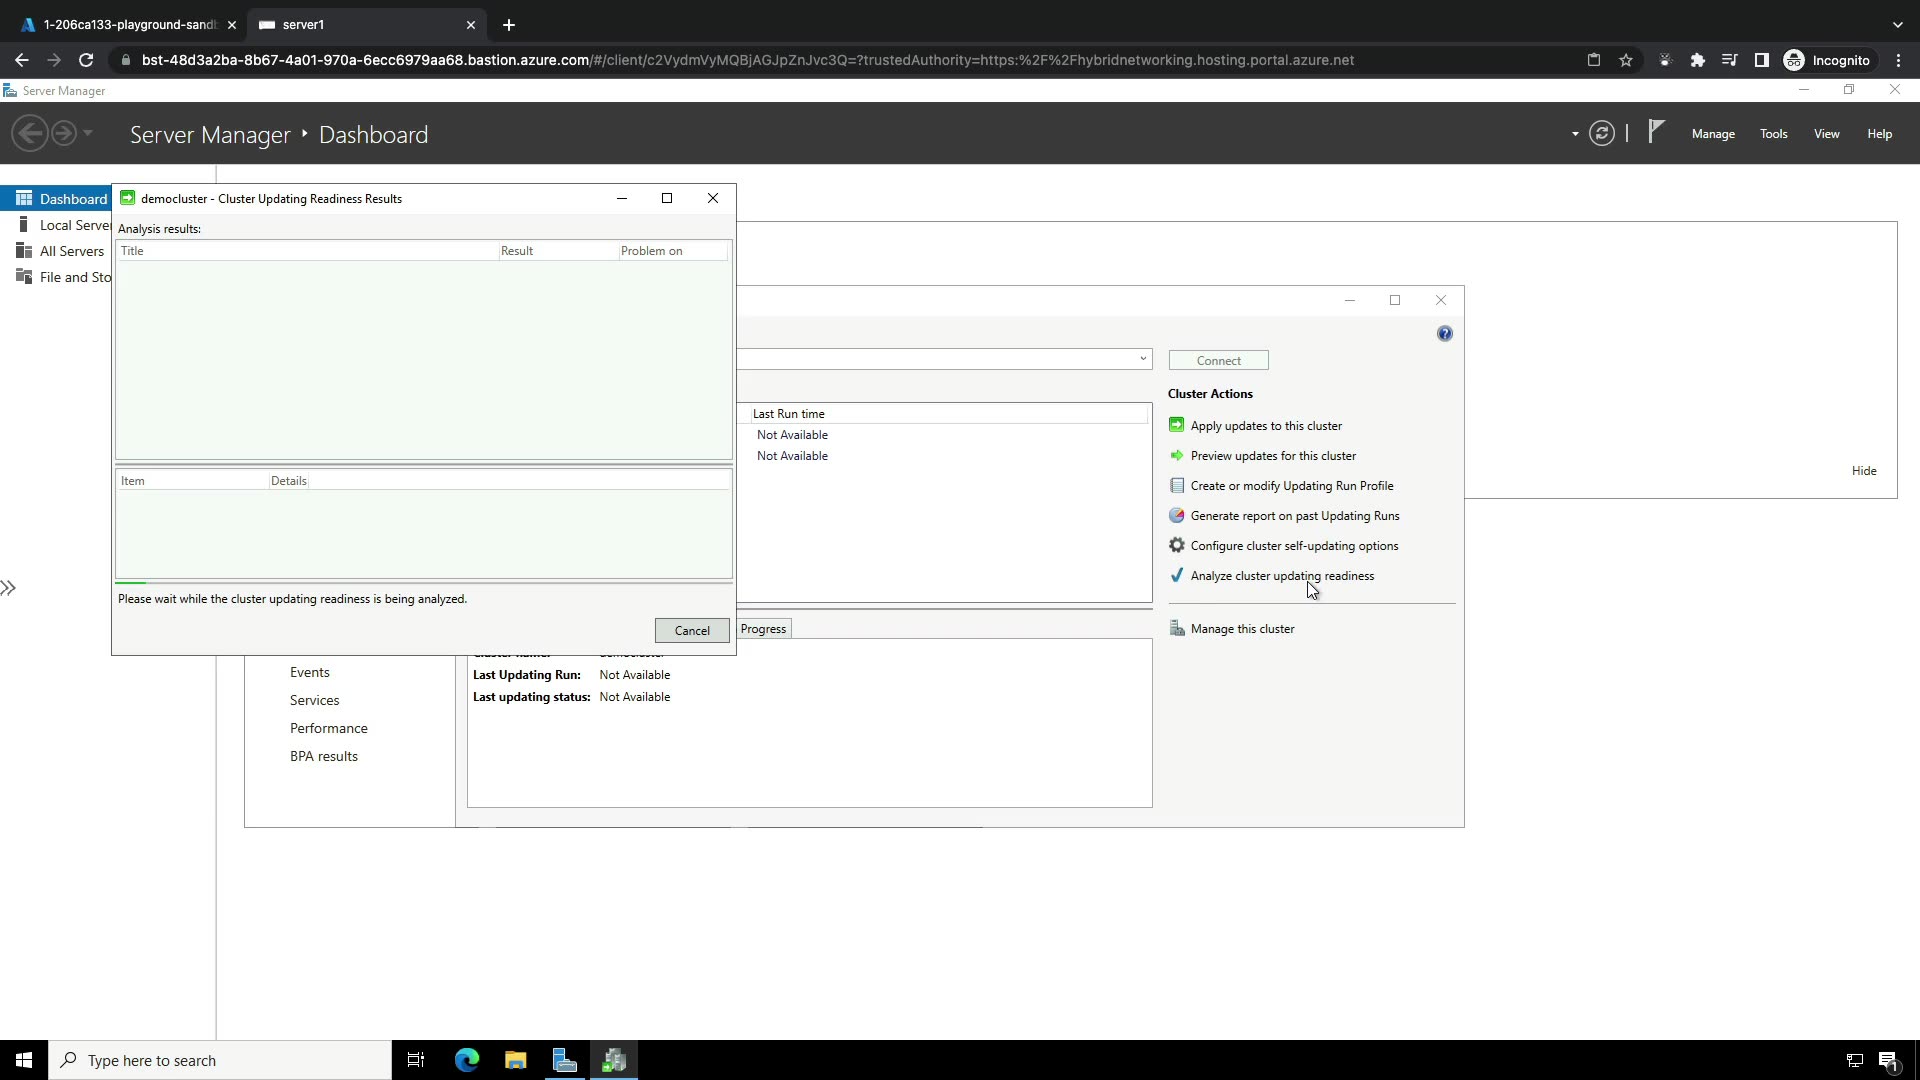 1-206ca133-playground-sandb
server1
bst-48d3a2ba-8b67-4a01-970a-6ecc6979aa68.bastion.azure.com/#/client/c2VydmVyMQBjAGJpZnJvc3Q=?trustedAuthority=https:%2F%2Fhybridnetworking.hosting.portal.azure.net
Incognito
Server Manager
Server Manager
Dashboard
Manage
Tools
View
Help
Dashboard
Local Serve
All Servers
File and Sto
democluster - Cluster Updating Readiness Results
Analysis results:
Title
Result
Problem on
Item
Details
Please wait while the cluster updating readiness is being analyzed.
Cancel
Connect
Last Run time
Not Available
Not Available
Cluster Actions
Apply updates to this cluster
Preview updates for this cluster
Create or modify Updating Run Profile
Generate report on past Updating Runs
Configure cluster self-updating options
Analyze cluster updating readiness
Manage this cluster
Hide
Progress
Last Updating Run: Not Available
Last updating status: Not Available
Events
Services
Performance
BPA results
Type here to search
1